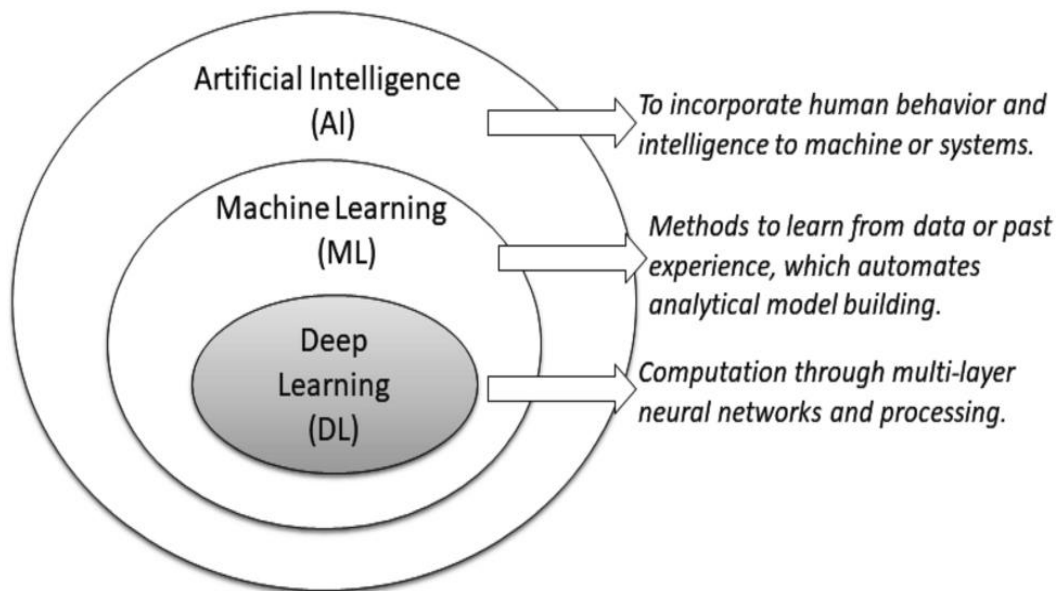 Artificial Intelligence
(AI)
To incorporate human behavior and
intelligence to machine or systems.
Machine Learning
(ML)
Methods to learn from data or past
experience, which automates
analytical model building.
Deep
Learning
(DL)
Computation through multi-layer
neural networks and processing.